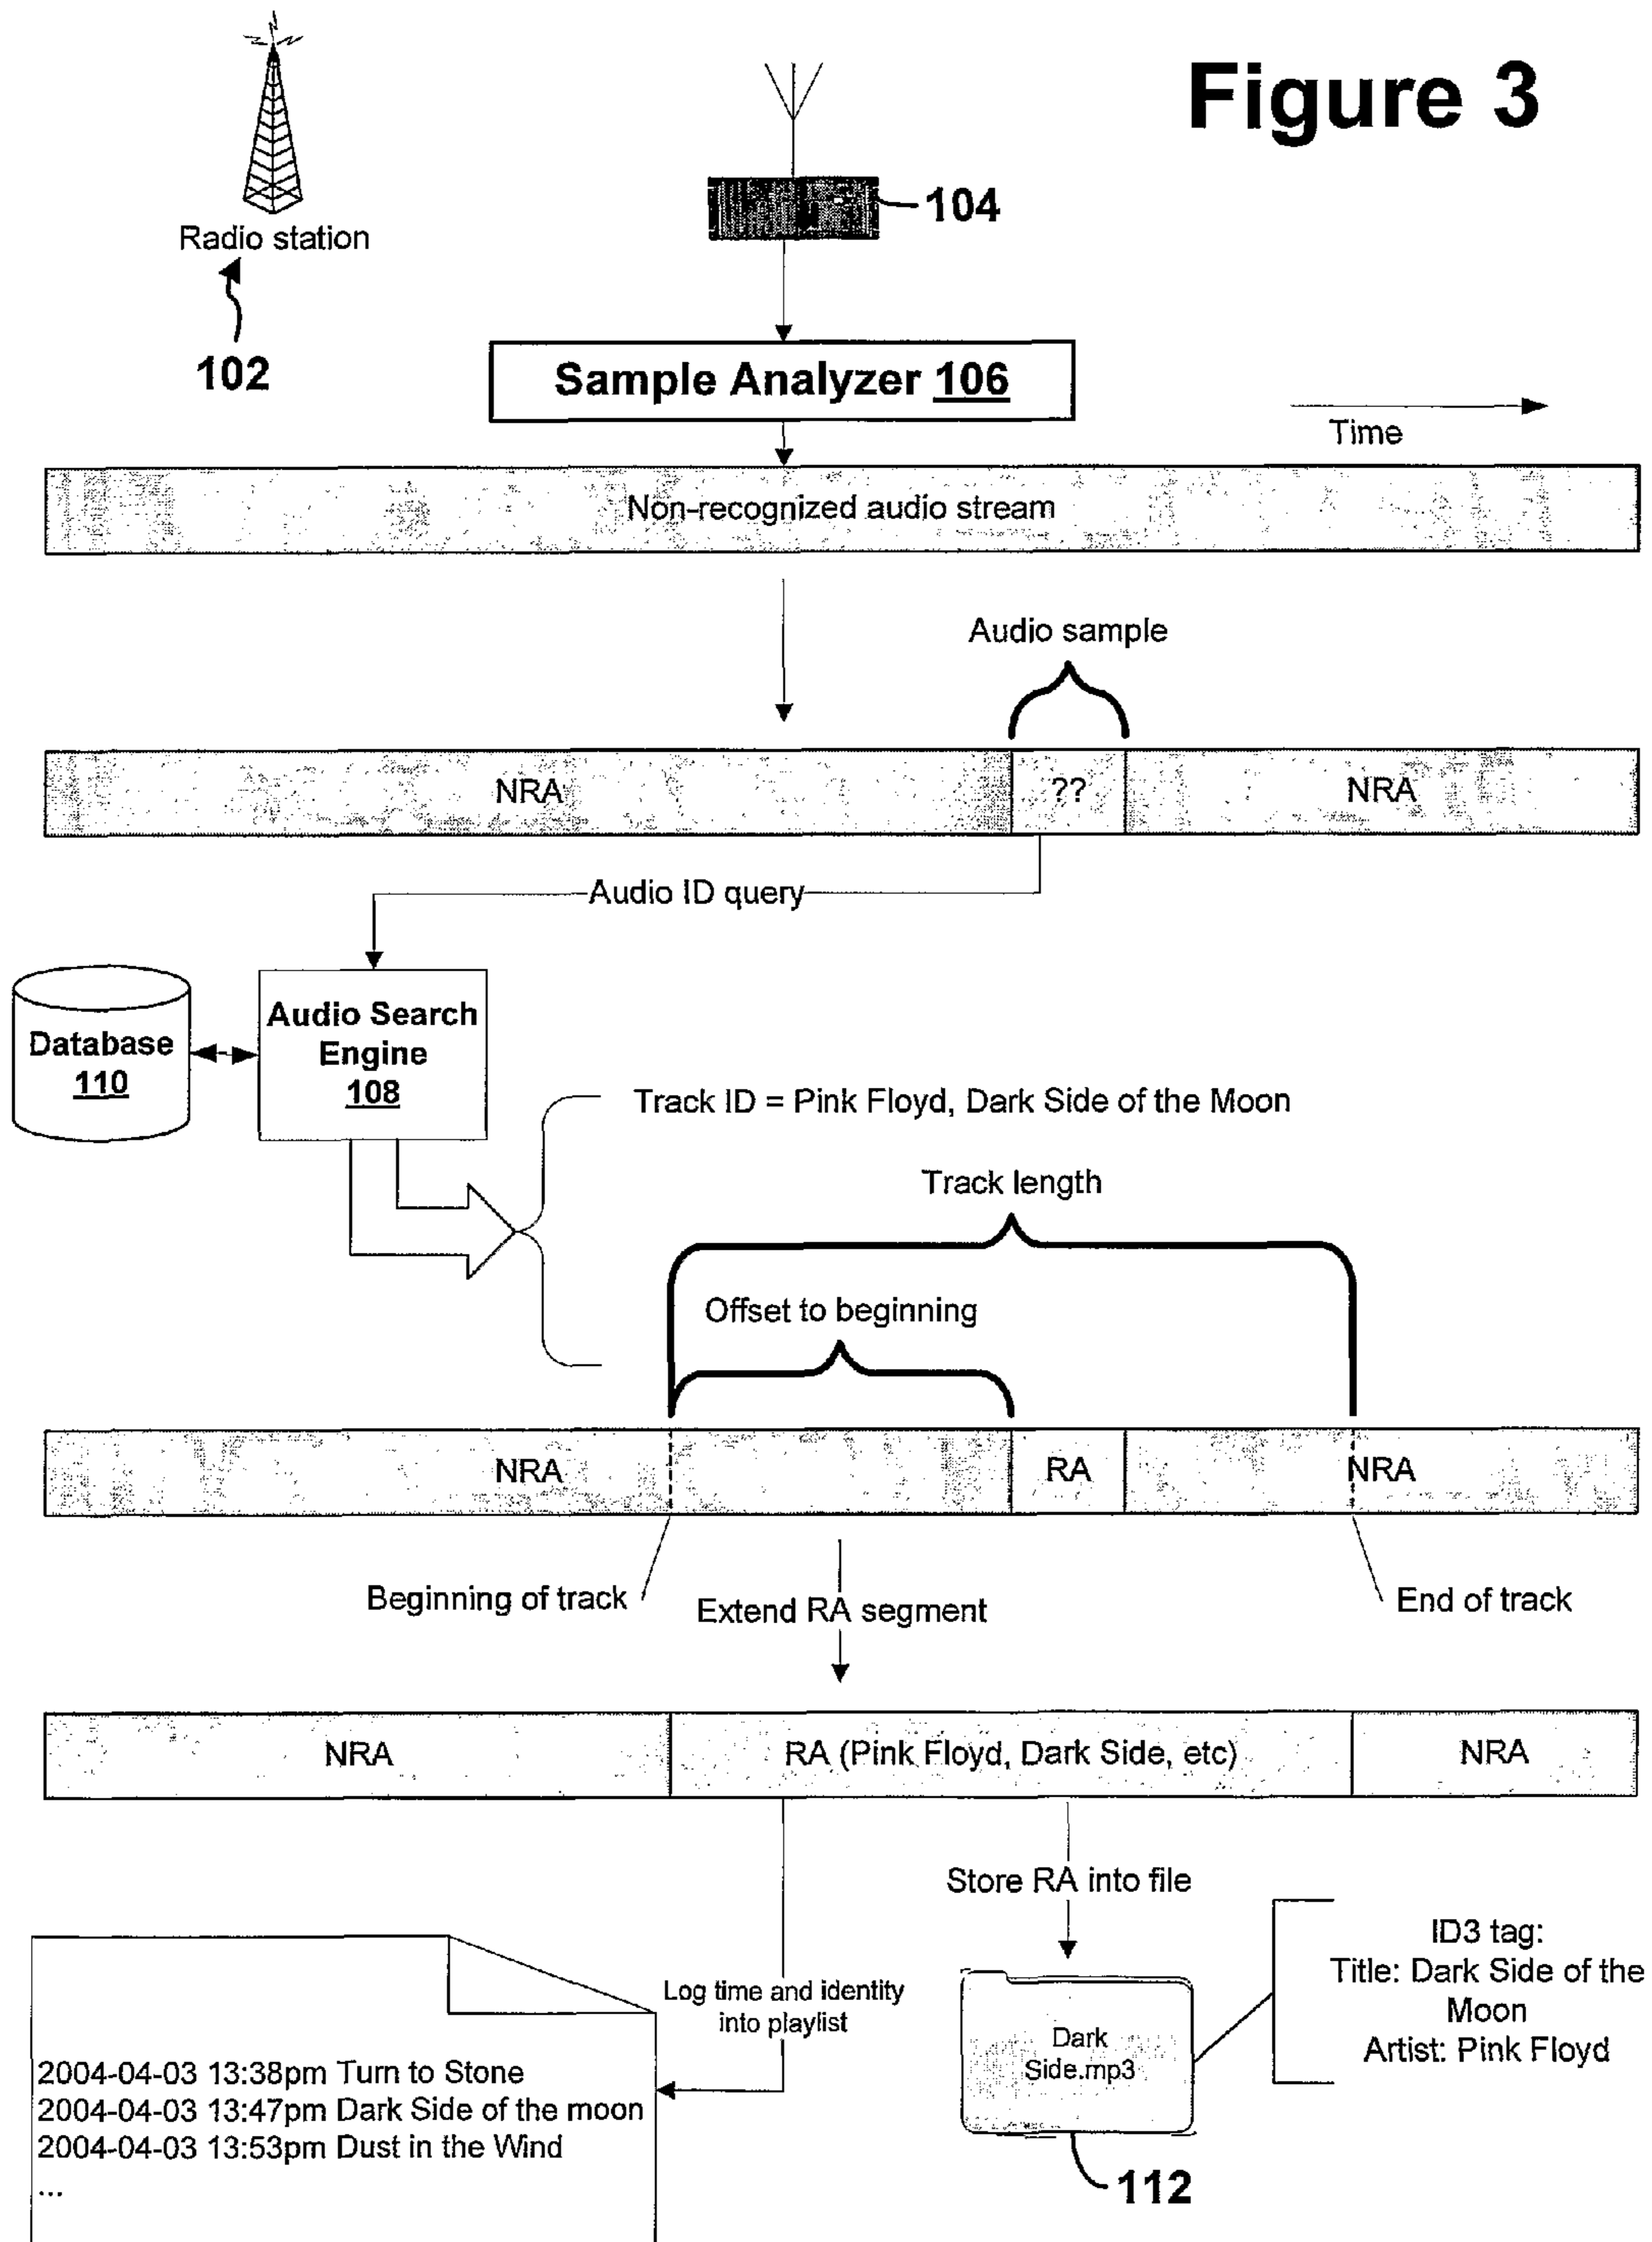 Figure 3
104
Radio station
102
Sample Analyzer 106
Time
Non-recognized audio stream
Audio sample
NRA
??
NRA
Audio ID query
Database
110
Audio Search
Engine
108
Track ID = Pink Floyd, Dark Side of the Moon
Track length
Offset to beginning
NRA
RA
NRA
Beginning of track
Extend RA segment
End of track
NRA
RA (Pink Floyd, Dark Side, etc)
NRA
Store RA into file
Log time and identity
into playlist
ID3 tag:
Title: Dark Side of the
Moon
Artist: Pink Floyd
Dark
Side.mp3
2004-04-03 13:38pm Turn to Stone
2004-04-03 13:47pm Dark Side of the moon
2004-04-03 13:53pm Dust in the Wind
...
112